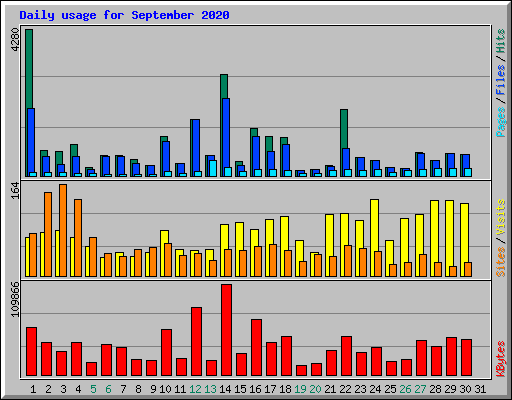 Daily usage for September 2020
4280
Pages / Files / Hits
164
Sites / Visits
109866
KBytes
1 2 3 4 5 6 7 8 9 10 11 12 13 14 15 16 17 18 19 20 21 22 23 24 25 26 27 28 29 30 31